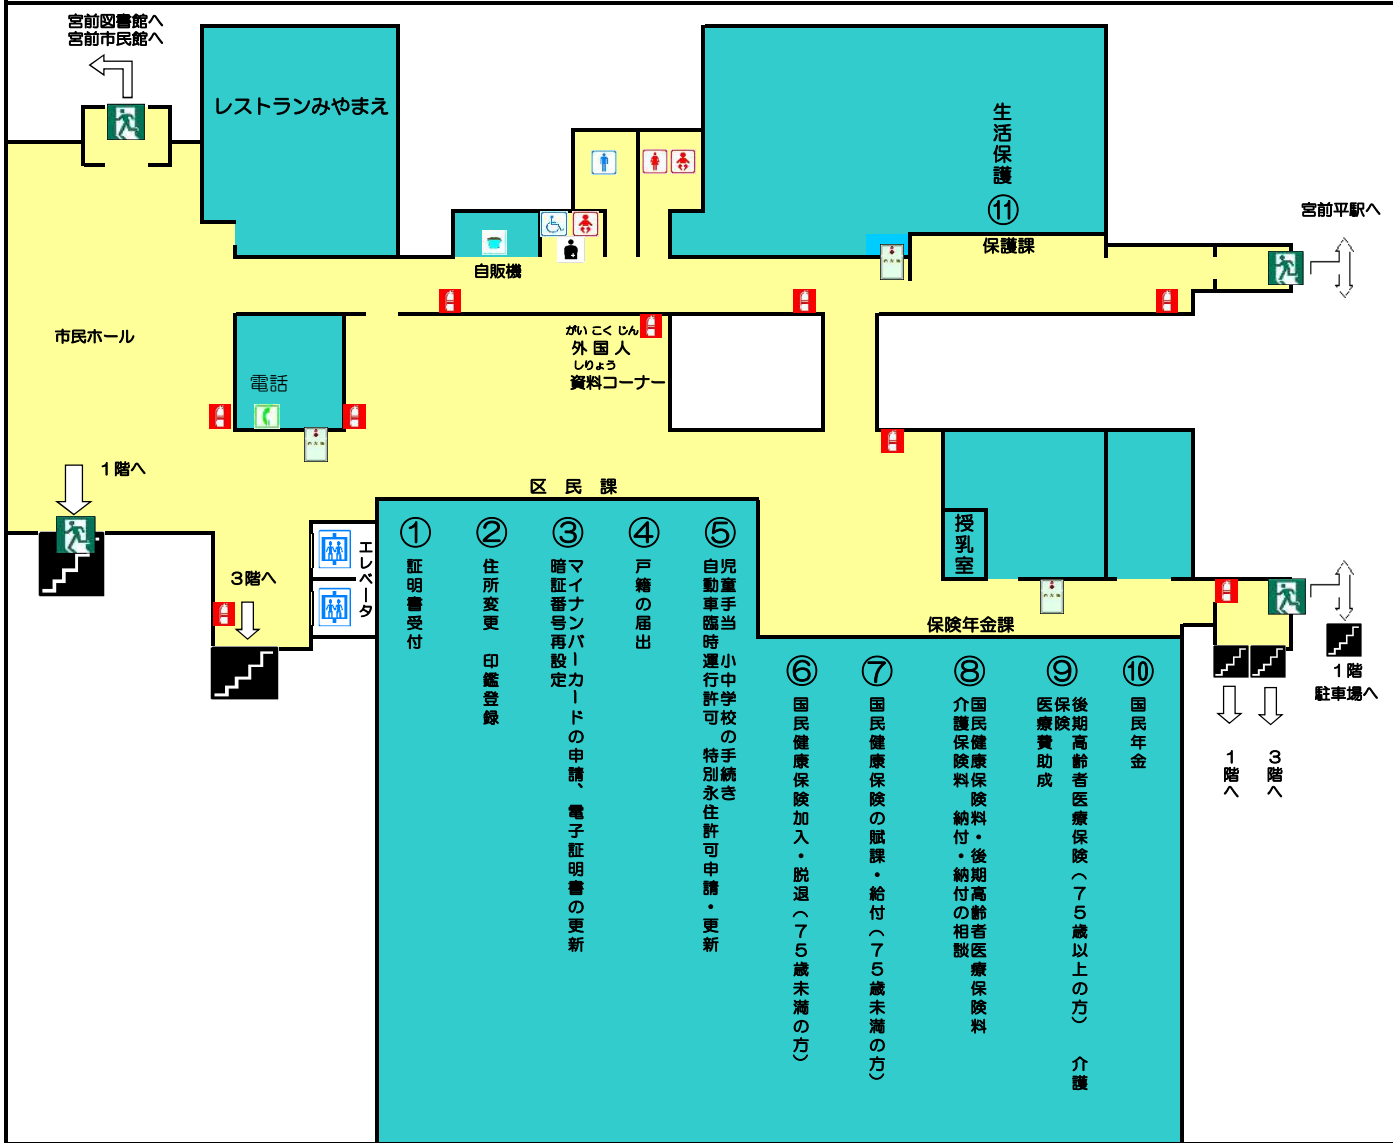 宮前図書館へ
宮前市民館へ
レストランみやまえ
生活保護
⑪
保護課
宮前平駅へ
自販機
市民ホール
がいこくじん
外国人
しりょう
資料コーナー
電話
1階へ
3階へ
エレベータ
区民課
①
証明書受付
②
住所変更 印鑑登録
③
マイナンバーカードの申請、電子証明書の更新
暗証番号再設定
④
戸籍の届出
⑤
児童手当 小中学校の手続き
自動車臨時運行許可 特別永住許可申請・更新
授乳室
保険年金課
⑥
国民健康保険加入・脱退（75歳未満の方）
⑦
国民健康保険の賦課・給付（75歳未満の方）
⑧
国民健康保険料・後期高齢者医療保険料
介護保険料 納付・納付の相談
⑨
後期高齢者医療保険（75歳以上の方） 介護
保険
医療費助成
⑩
国民年金
1階
駐車場へ
1階へ
3階へ